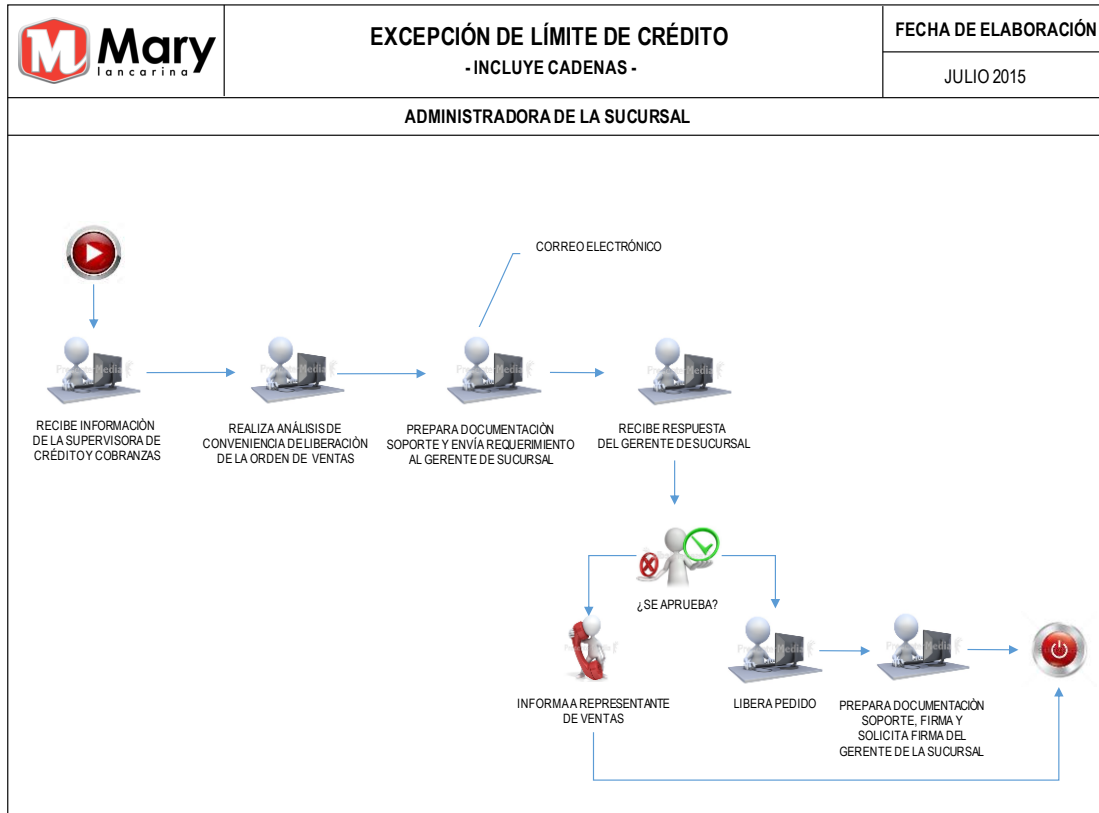 Mary
Iancarina
EXCEPCIÓN DE LÍMITE DE CRÉDITO
- INCLUYE CADENAS -
FECHA DE ELABORACIÓN
JULIO 2015
ADMINISTRADORA DE LA SUCURSAL
CORREO ELECTRÓNICO
RECIBE INFORMACIÒN
DE LA SUPERVISORA DE
CRÉDITO Y COBRANZAS
REALIZA ANÁLISIS DE
CONVENIENCIA DE LIBERACIÒN
DE LA ORDEN DE VENTAS
PREPARA DOCUMENTACIÒN
SOPORTE Y ENVÍA REQUERIMIENTO
AL GERENTE DE SUCURSAL
RECIBE RESPUESTA
DEL GERENTE DE SUCURSAL
¿SE APRUEBA?
INFORMA A REPRESENTANTE
DE VENTAS
LIBERA PEDIDO
PREPARA DOCUMENTACIÒN
SOPORTE, FIRMA Y
SOLICITA FIRMA DEL
GERENTE DE LA SUCURSAL